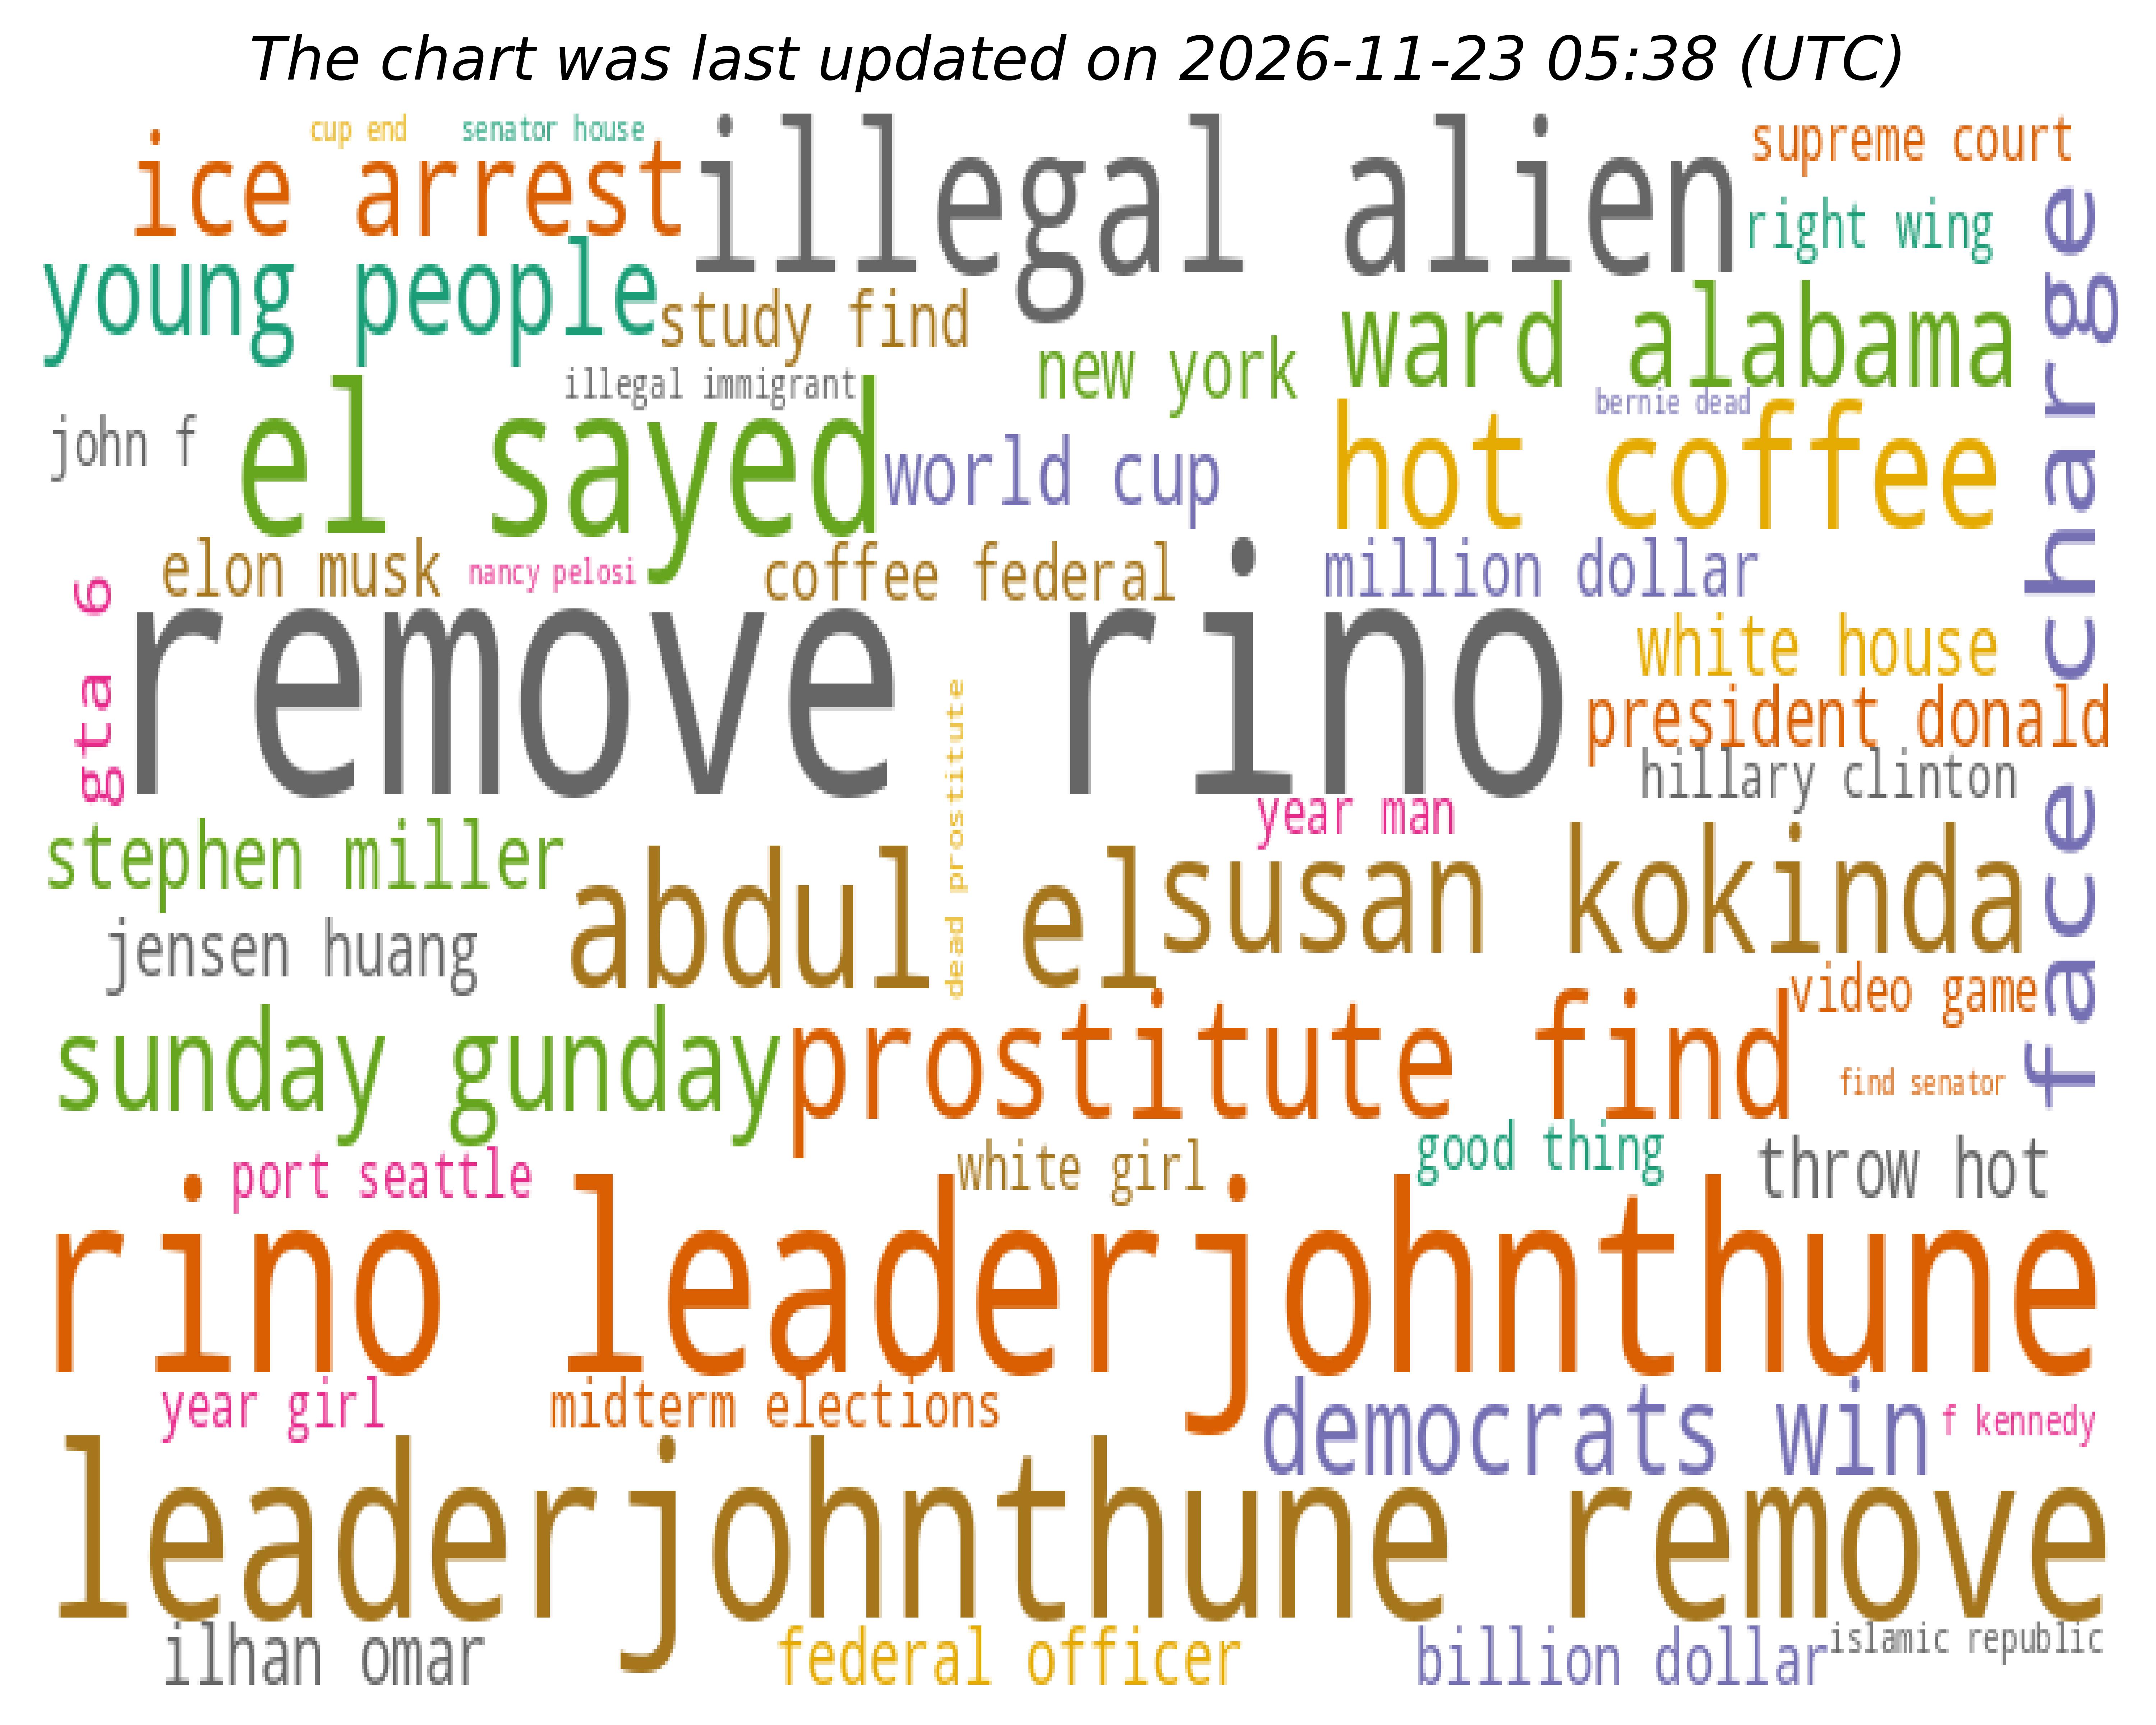 The chart was last updated on 2026-11-23 05:38 (UTC)
cup end
senator house
ice arrest
illegal alien
supreme court
right wing
young people
study find
new york
ward alabama
face charge
illegal immigrant
bernie dead
john f
el sayed
world cup
hot coffee
elon musk
nancy pelosi
coffee federal
million dollar
gta 6
remove rino
white house
president donald
hillary clinton
dead prostitute
year man
stephen miller
abdul el
susan kokinda
jensen huang
video game
sunday gunday
prostitute find
find senator
port seattle
white girl
good thing
throw hot
rino leaderjohnthune
year girl
midterm elections
democrats win
f kennedy
leaderjohnthune remove
ilhan omar
federal officer
billion dollar
islamic republic